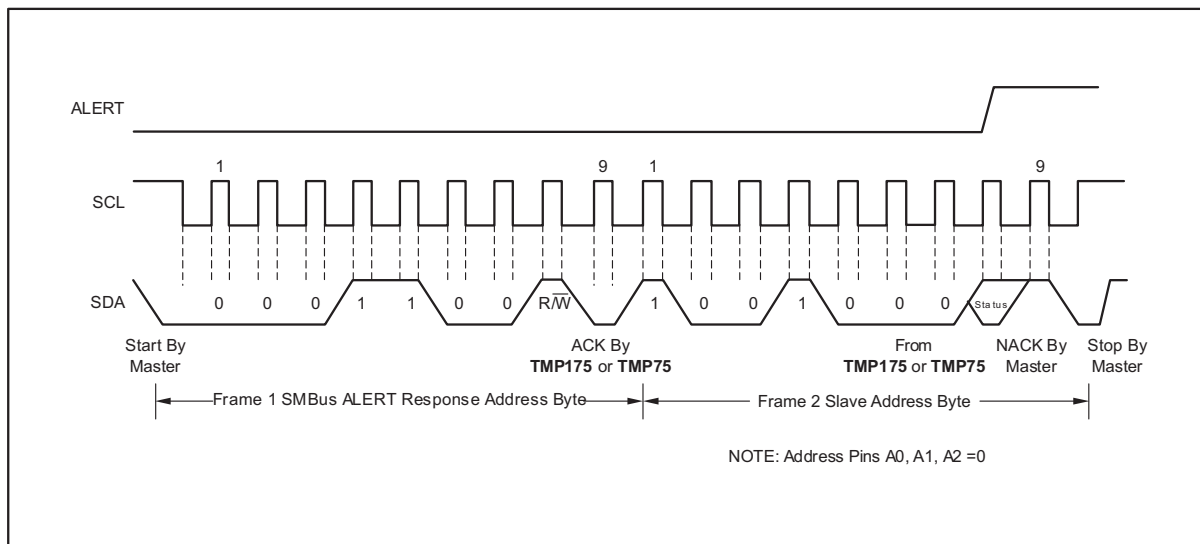 ALERT
1 9 1 9
SCL
SDA 0 0 0 1 1 0 0 R/W 1 0 0 1 0 0 0 Status
Start By
Master
ACK By
TMP175 or TMP75
From
TMP175 or TMP75
NACK By
Master
Stop By
Master
Frame 1 SMBus ALERT Response Address Byte
Frame 2 Slave Address Byte
NOTE: Address Pins A0, A1, A2 =0